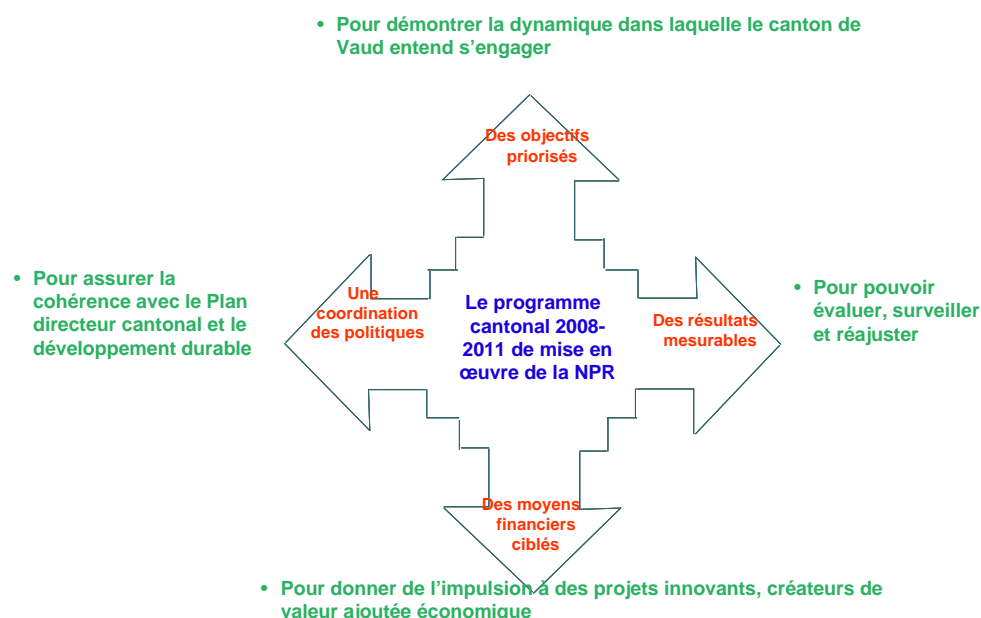 • Pour démontrer la dynamique dans laquelle le canton de
Vaud entend s’engager
Des objectifs
priorisés
• Pour assurer la
cohérence avec le Plan
directeur cantonal et le
développement durable
Une
coordination
des politiques
Le programme
cantonal 2008-
2011 de mise en
œuvre de la NPR
Des résultats
mesurables
• Pour pouvoir
évaluer, surveiller
et réajuster
Des moyens
financiers
ciblés
• Pour donner de l’impulsion à des projets innovants, créateurs de
valeur ajoutée économique